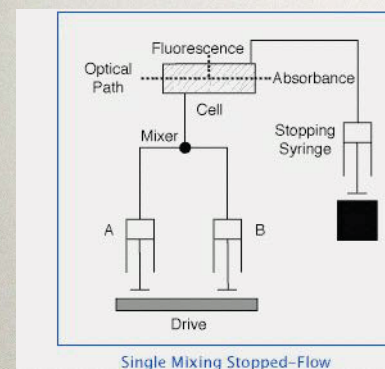 Fluorescence
Optical
Path
Absorbance
Cell
Mixer
Stopping
Syringe
A
B
Drive
Single Mixing Stopped-Flow